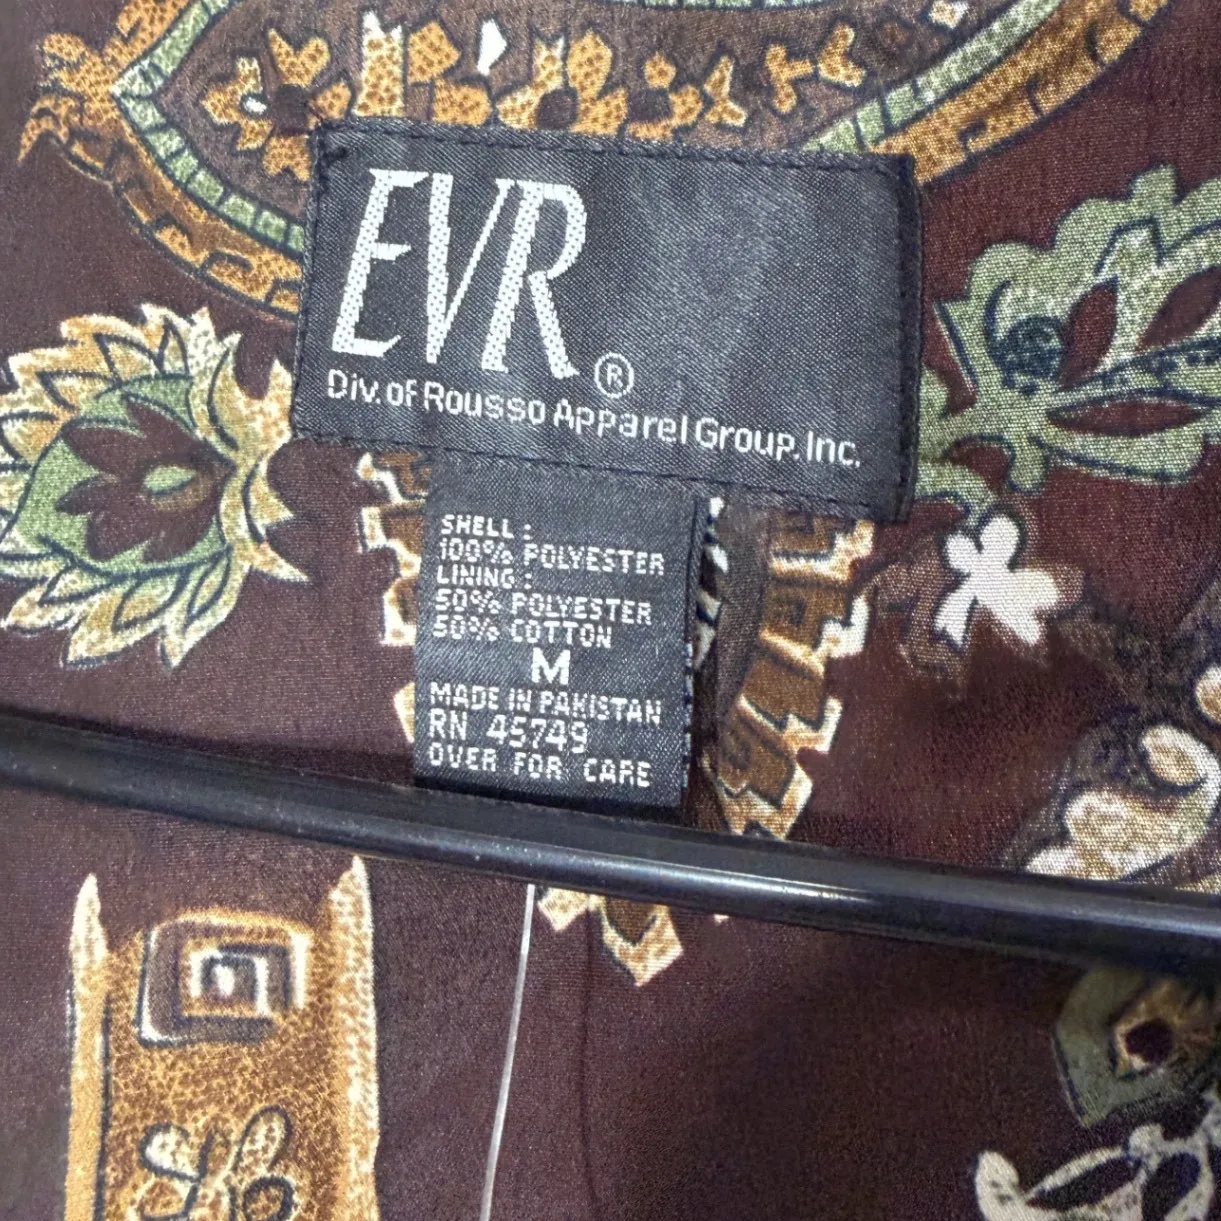 EVR®
Div. of Rousso Apparel Group, Inc.
SHELL:
100% POLYESTER
LINING:
50% POLYESTER
50% COTTON
M
MADE IN PAKISTAN
RN 45749
OVER FOR CARE